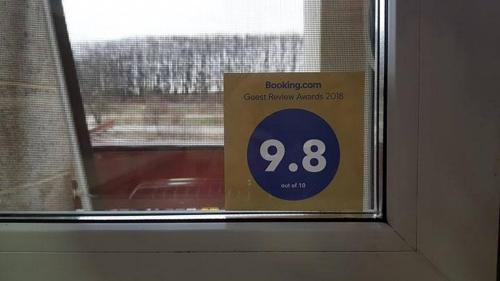 Booking.com
Guest Review Awards 2018
9.8
out of 10